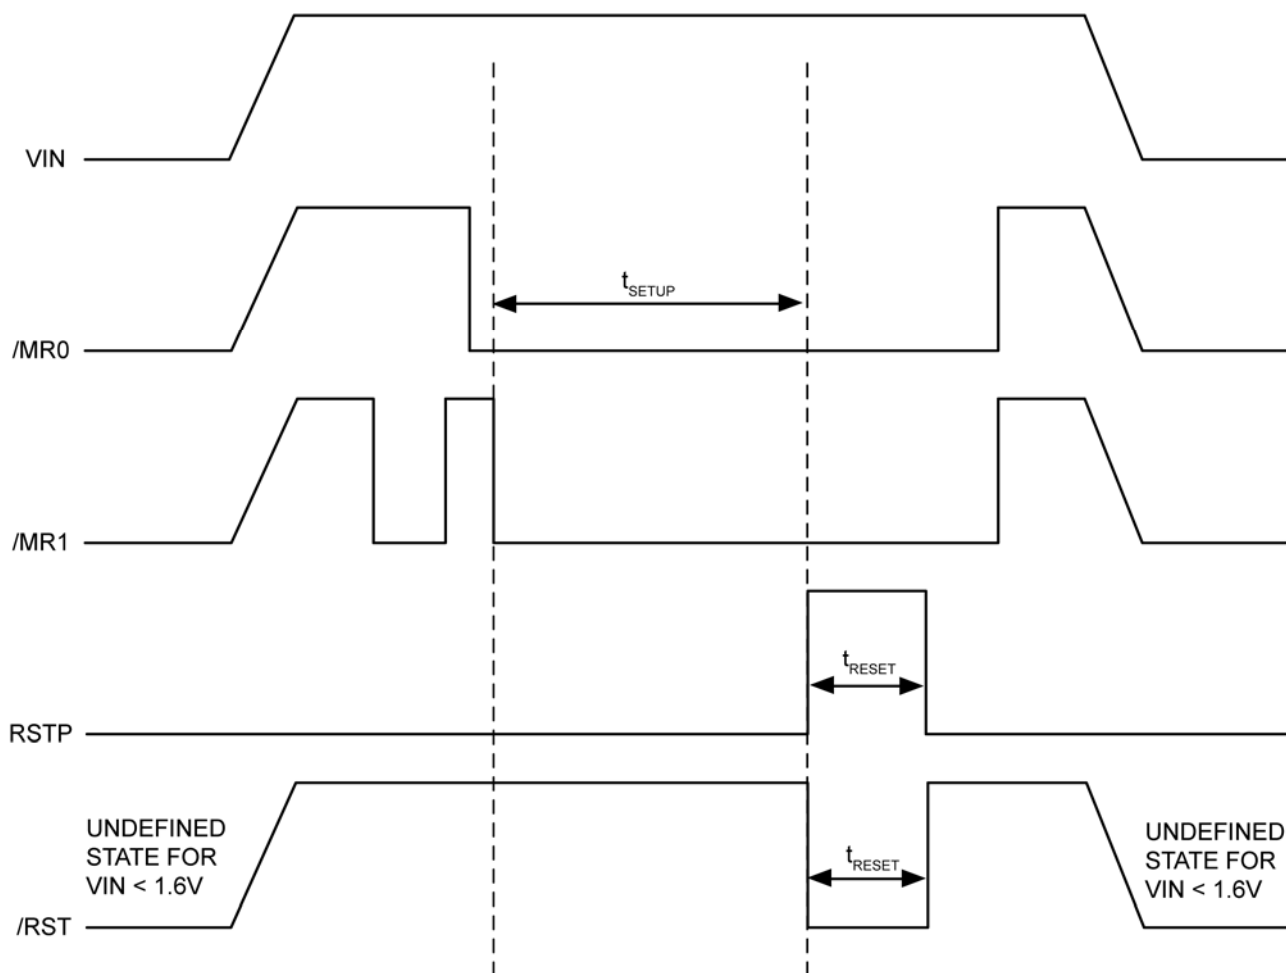 VIN
tSETUP
/MR0
/MR1
tRESET
RSTP
UNDEFINED
STATE FOR
VIN < 1.6V
tRESET
UNDEFINED
STATE FOR
VIN < 1.6V
/RST